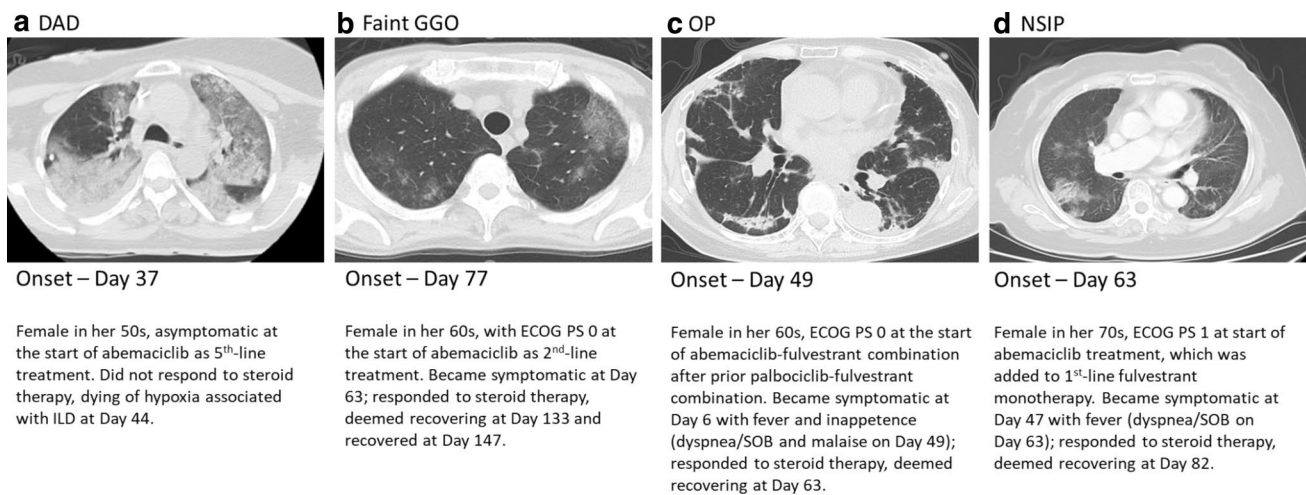 a DAD
Onset – Day 37
Female in her 50s, asymptomatic at
the start of abemaciclib as 5th-line
treatment. Did not respond to steroid
therapy, dying of hypoxia associated
with ILD at Day 44.
b Faint GGO
Onset – Day 77
Female in her 60s, with ECOG PS 0 at
the start of abemaciclib as 2nd-line
treatment. Became symptomatic at Day
63; responded to steroid therapy,
deemed recovering at Day 133 and
recovered at Day 147.
c OP
Onset – Day 49
Female in her 60s, ECOG PS 0 at the start
of abemaciclib-fulvestrant combination
after prior palbociclib-fulvestrant
combination. Became symptomatic at
Day 6 with fever and inappetence
(dyspnea/SOB and malaise on Day 49);
responded to steroid therapy, deemed
recovering at Day 63.
d NSIP
Onset – Day 63
Female in her 70s, ECOG PS 1 at start of
abemaciclib treatment, which was
added to 1st-line fulvestrant
monotherapy. Became symptomatic at
Day 47 with fever (dyspnea/SOB on
Day 63); responded to steroid therapy,
deemed recovering at Day 82.